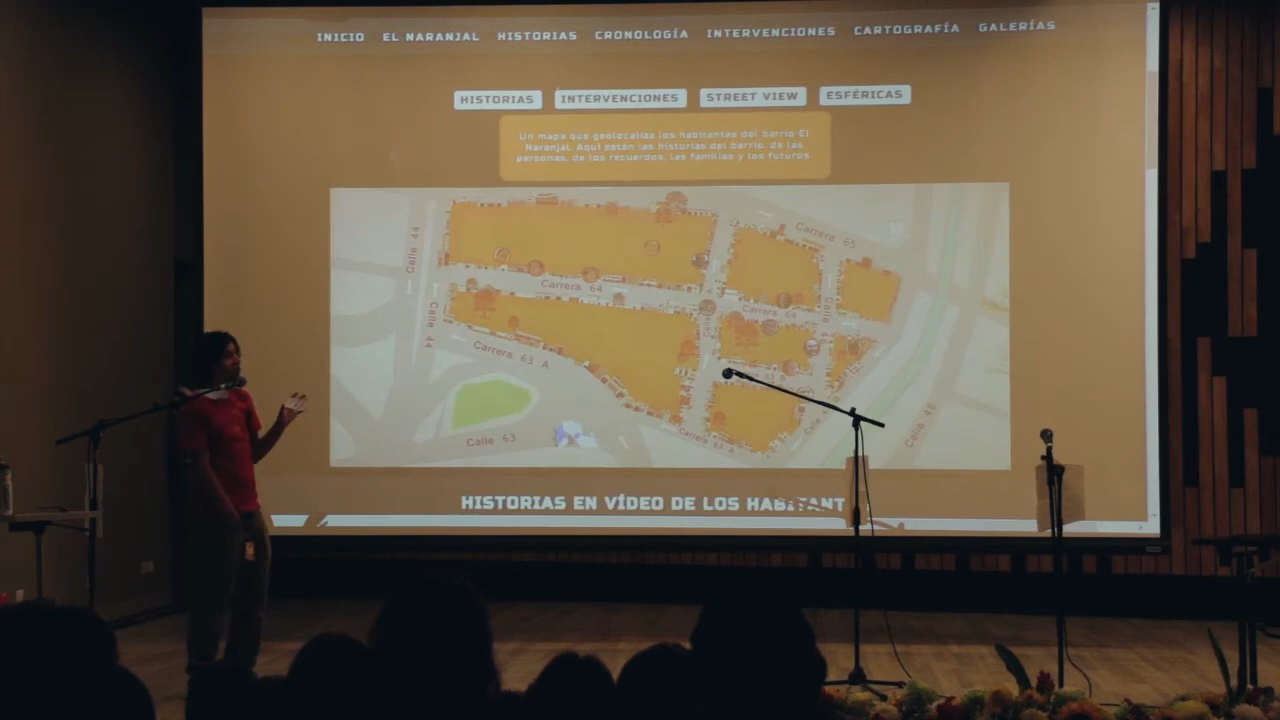 INICIO EL NARANJAL HISTORIAS CRONOLOGÍA INTERVENCIONES CARTOGRAFÍA GALERÍAS
HISTORIAS INTERVENCIONES STREET VIEW ESFÉRICAS
Un mapa que geolocaliza los habitantes del barrio El
Naranjal. Aquí están las historias del barrio, de las
personas, de los recuerdos, las familias y los futuros.
Carrera 65
Calle 44
Carrera 64
Carrera 64
Calle 44
Carrera 63 A
Calle 63
Carrera 63 A
Calle 48
HISTORIAS EN VÍDEO DE LOS HABITANT